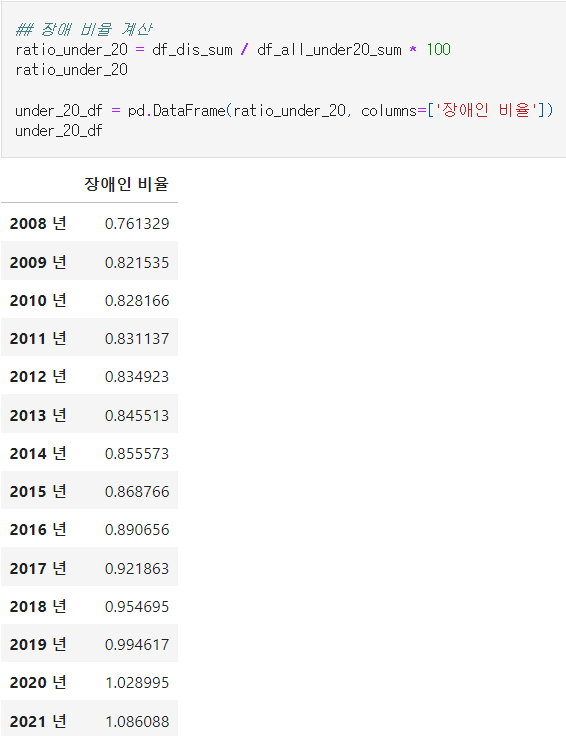 ## 장애 비율 계산
ratio_under_20 = df_dis_sum / df_all_under20_sum * 100
ratio_under_20
under_20_df = pd.DataFrame(ratio_under_20, columns=['장애인 비율'])
under_20_df
장애인 비율
2008 년 0.761329
2009 년 0.821535
2010 년 0.828166
2011 년 0.831137
2012 년 0.834923
2013 년 0.845513
2014 년 0.855573
2015 년 0.868766
2016 년 0.890656
2017 년 0.921863
2018 년 0.954695
2019 년 0.994617
2020 년 1.028995
2021 년 1.086088